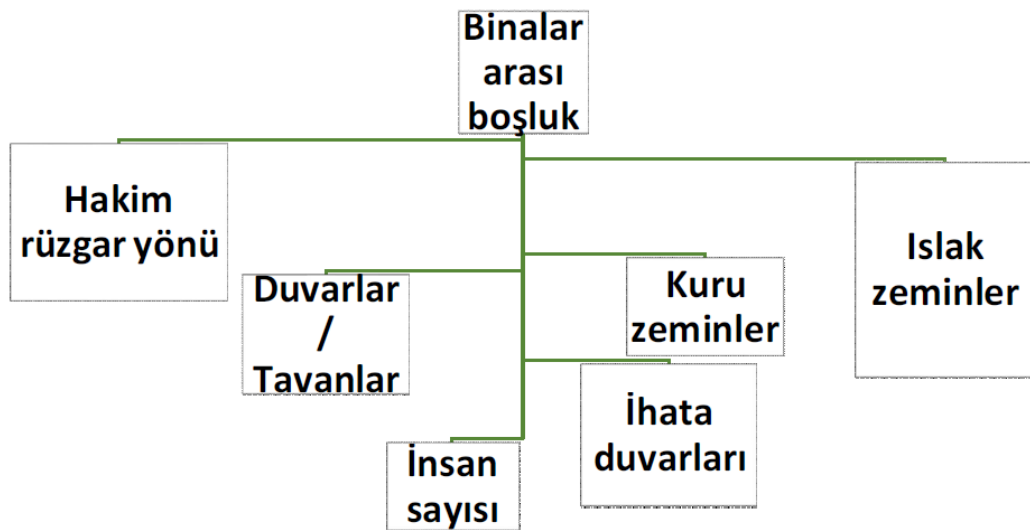 Binalar
arası
boşluk
Hakim
rüzgar yönü
Islak
zeminler
Duvarlar
/
Tavanlar
Kuru
zeminler
İhata
duvarları
İnsan
sayısı